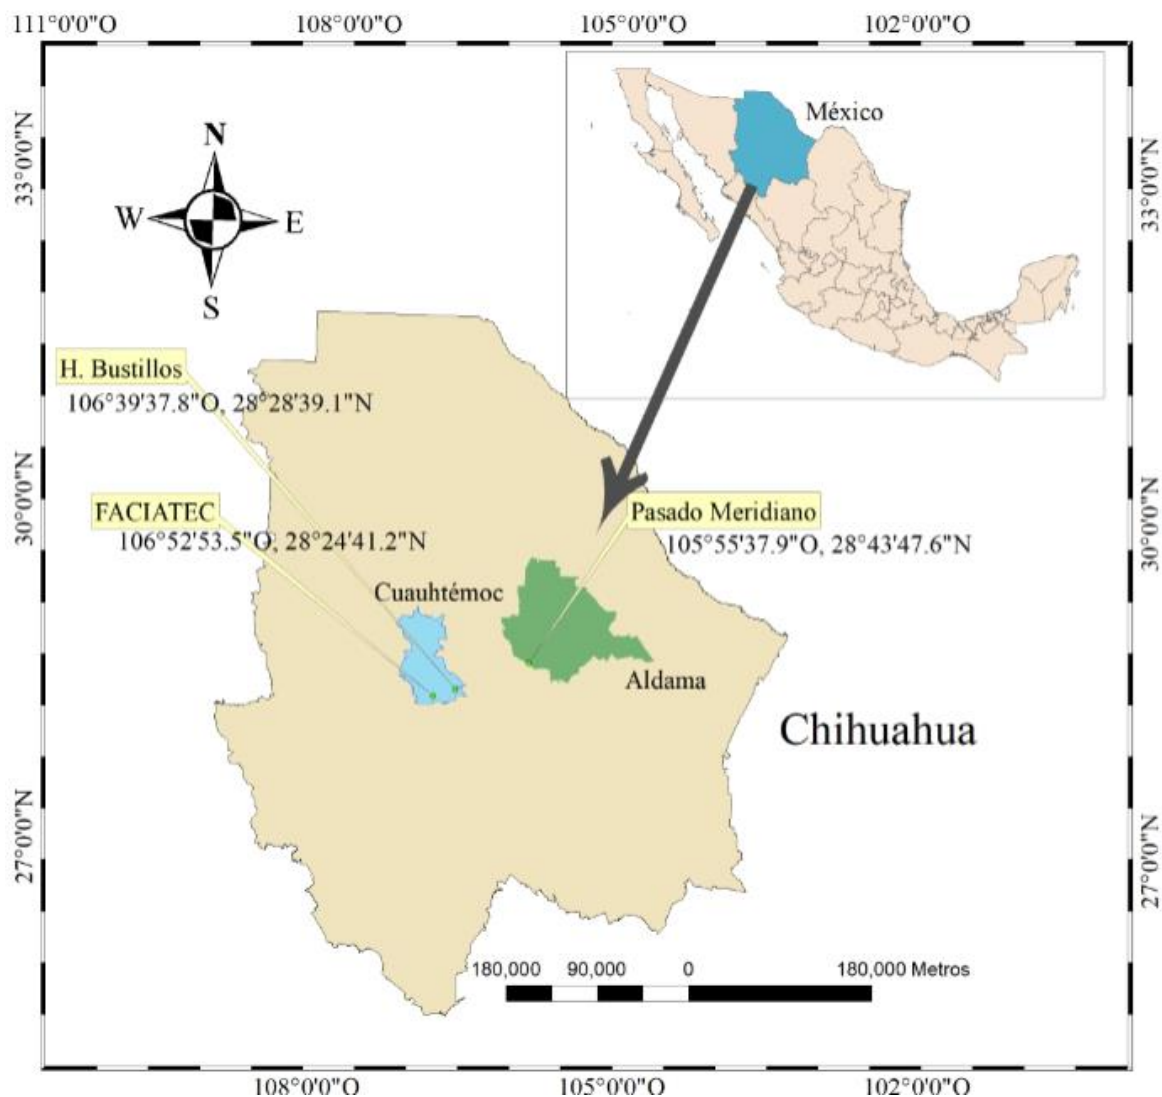 111°0'0"O 108°0'0"O 105°0'0"O 102°0'0"O
33°0'0"N
33°0'0"N
México
N
W E
S
H. Bustillos
106°39'37.8"O, 28°28'39.1"N
30°0'0"N
30°0'0"N
FACIATEC
106°52'53.5"O, 28°24'41.2"N
Pasado Meridiano
105°55'37.9"O, 28°43'47.6"N
Cuauhtémoc
Aldama
Chihuahua
27°0'0"N
27°0'0"N
180,000 90,000 0 180,000 Metros
108°0'0"O 105°0'0"O 102°0'0"O